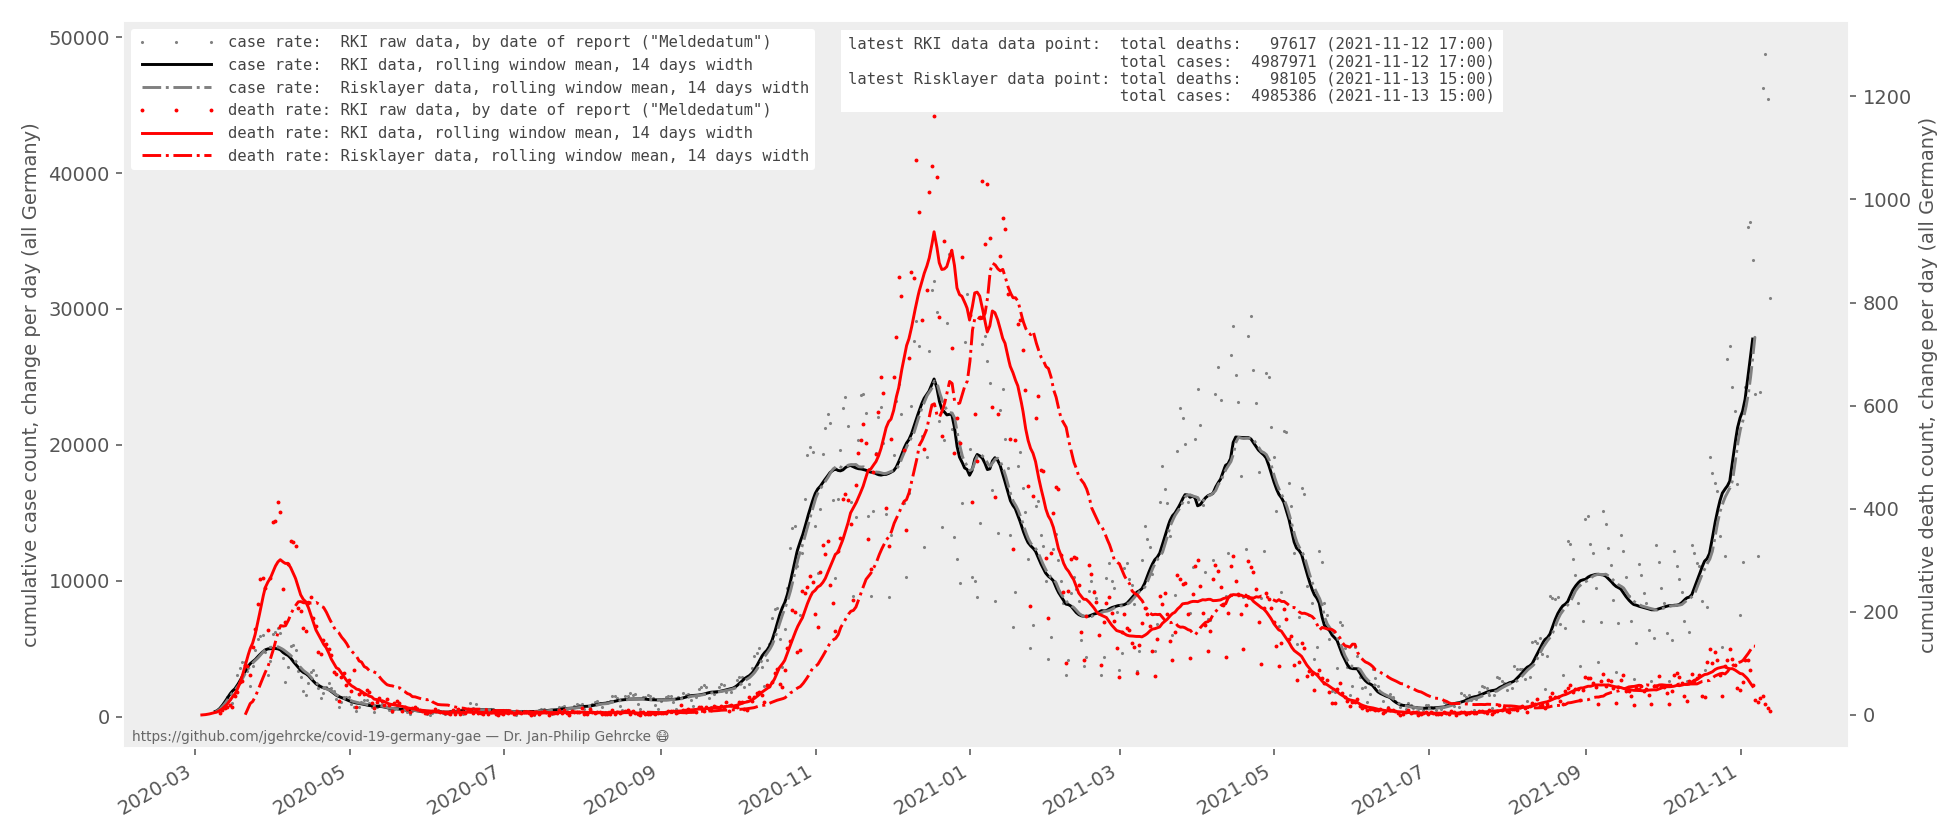 50000
40000
30000
20000
10000
0
cumulative case count, change per day (all Germany)
case rate:  RKI raw data, by date of report ("Meldedatum")
case rate:  RKI data, rolling window mean, 14 days width
case rate:  Risklayer data, rolling window mean, 14 days width
death rate: RKI raw data, by date of report ("Meldedatum")
death rate: RKI data, rolling window mean, 14 days width
death rate: Risklayer data, rolling window mean, 14 days width
latest RKI data data point:  total deaths:   97617 (2021-11-12 17:00)
total cases:  4987971 (2021-11-12 17:00)
latest Risklayer data point: total deaths:   98105 (2021-11-13 15:00)
total cases:  4985386 (2021-11-13 15:00)
1200
1000
800
600
400
200
0
cumulative death count, change per day (all Germany)
https://github.com/jgehrcke/covid-19-germany-gae — Dr. Jan-Philip Gehrcke 😷
2020-03
2020-05
2020-07
2020-09
2020-11
2021-01
2021-03
2021-05
2021-07
2021-09
2021-11